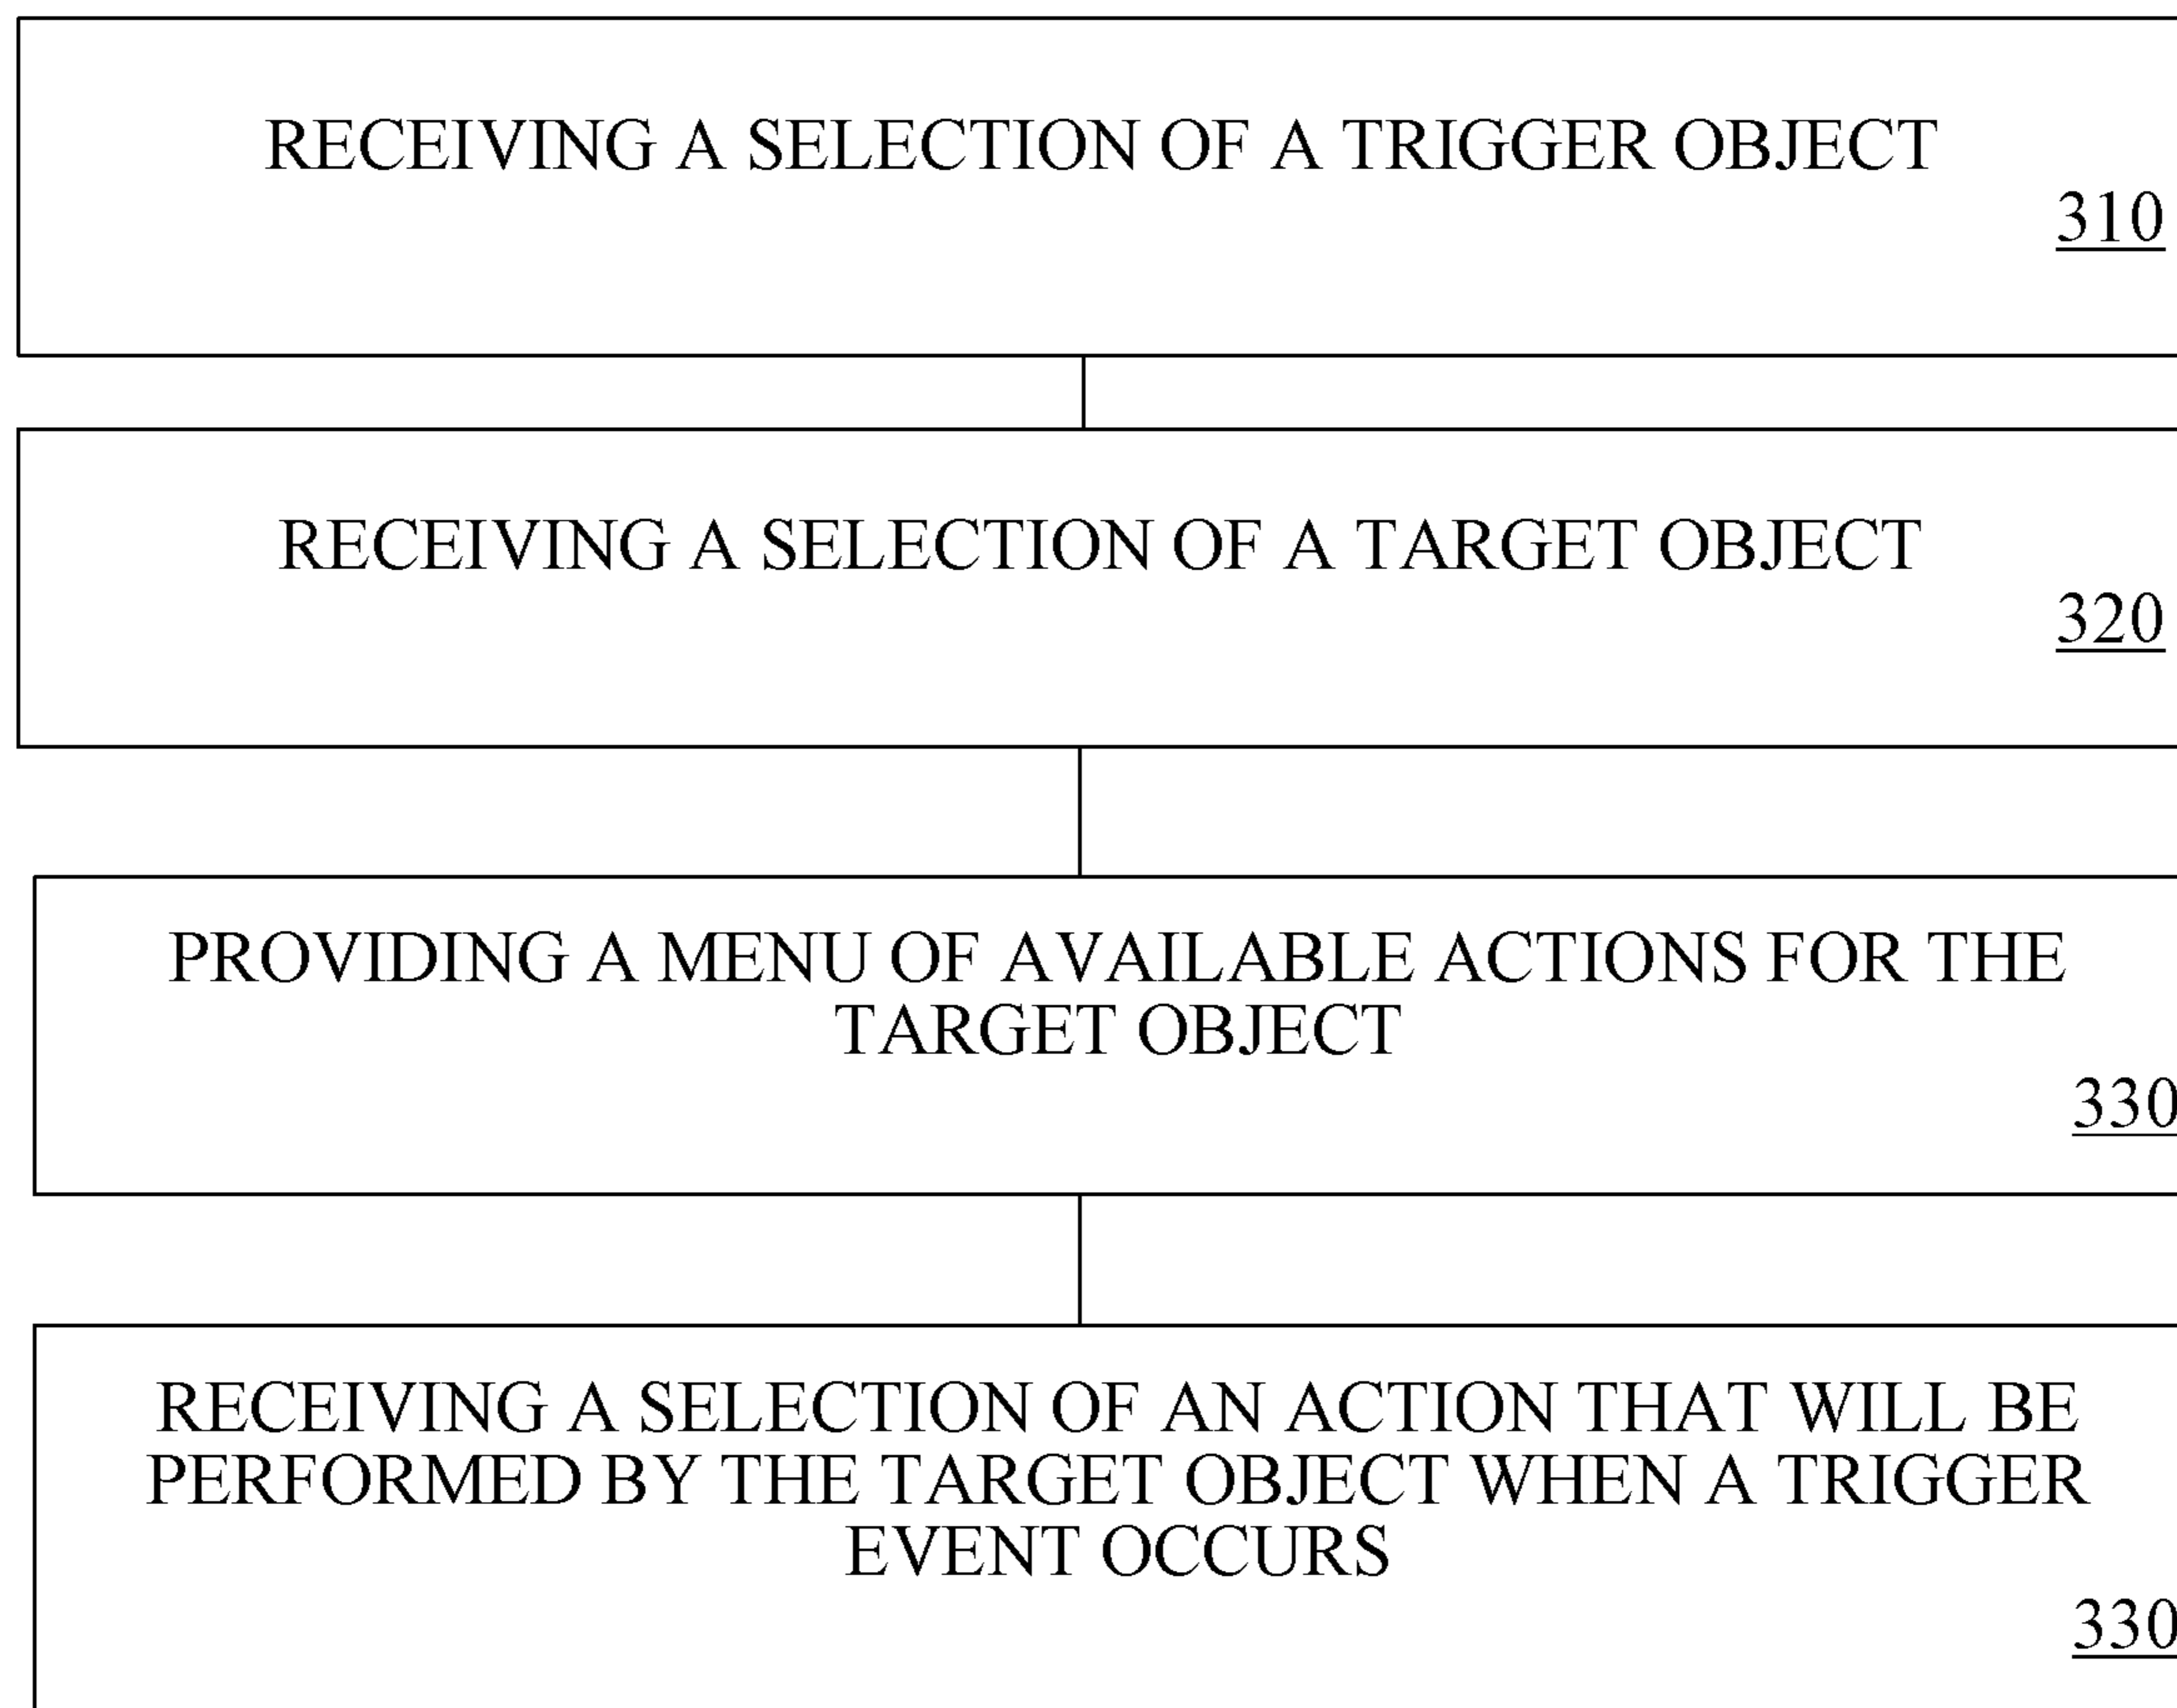 RECEIVING A SELECTION OF A TRIGGER OBJECT
310
RECEIVING A SELECTION OF A TARGET OBJECT
320
PROVIDING A MENU OF AVAILABLE ACTIONS FOR THE
TARGET OBJECT
330
RECEIVING A SELECTION OF AN ACTION THAT WILL BE
PERFORMED BY THE TARGET OBJECT WHEN A TRIGGER
EVENT OCCURS
330